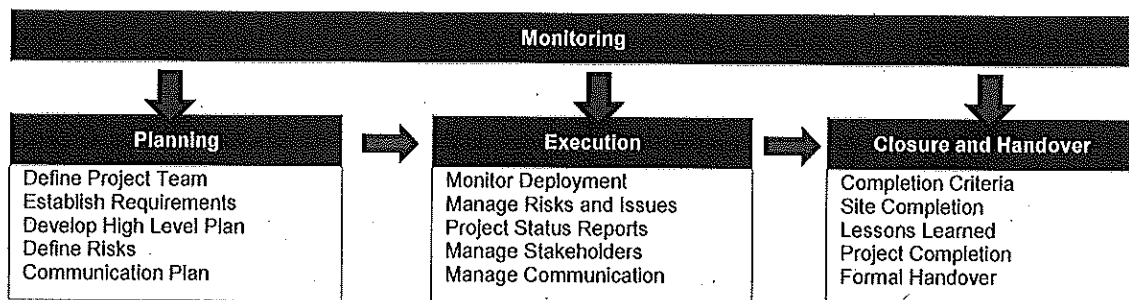 Monitoring
Planning
Define Project Team
Establish Requirements
Develop High Level Plan
Define Risks
Communication Plan
Execution
Monitor Deployment
Manage Risks and Issues
Project Status Reports
Manage Stakeholders
Manage Communication
Closure and Handover
Completion Criteria
Site Completion
Lessons Learned
Project Completion
Formal Handover